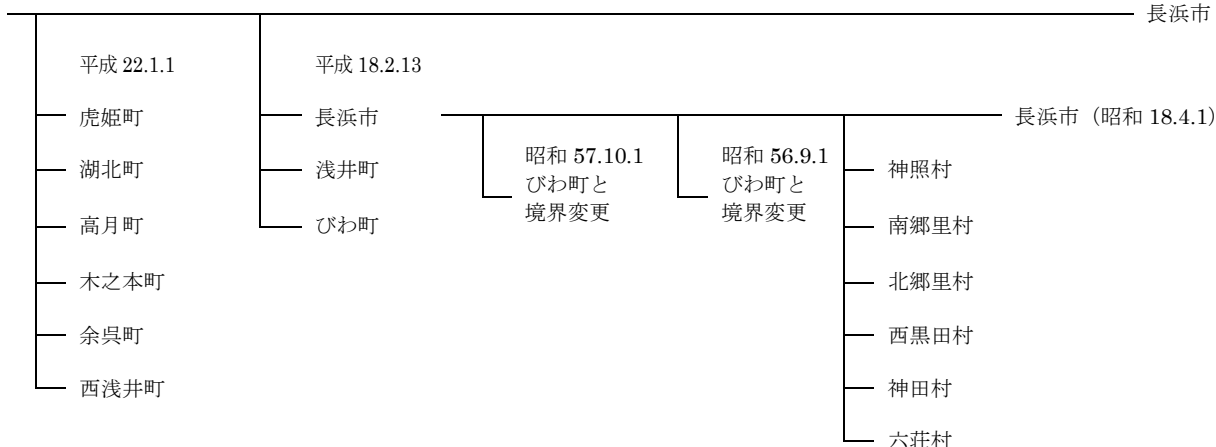 長浜市
平成 22.1.1
虎姫町
湖北町
高月町
木之本町
余呉町
西浅井町
平成 18.2.13
長浜市
浅井町
びわ町
昭和 57.10.1
びわ町と
境界変更
昭和 56.9.1
びわ町と
境界変更
長浜市（昭和 18.4.1）
神照村
南郷里村
北郷里村
西黒田村
神田村
六荘村